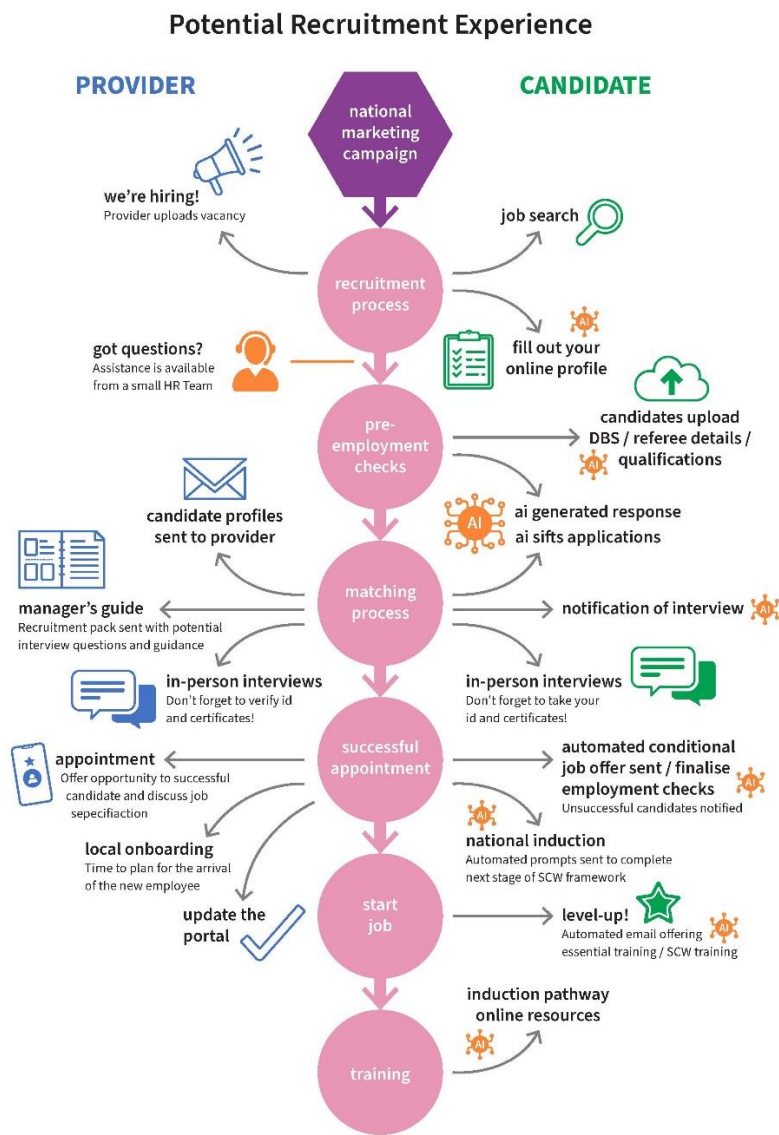 Potential Recruitment Experience
PROVIDER
CANDIDATE
national
marketing
campaign
we're hiring!
Provider uploads vacancy
job search
recruitment
process
AI
fill out your
online profile
got questions?
Assistance is available
from a small HR Team
pre-
employment
checks
candidates upload
DBS / referee details /
AI
qualifications
candidate profiles
sent to provider
AI
ai generated response
ai sifts applications
matching
process
manager's guide
Recruitment pack sent with potential
interview questions and guidance
notification of interview
AI
in-person interviews
Don't forget to verify id
and certificates!
in-person interviews
Don't forget to take your
id and certificates!
successful
appointment
appointment
Offer opportunity to successful
candidate and discuss job
sepecifiaction
automated conditional
job offer sent / finalise
employment checks
AI
Unsuccessful candidates notified
local onboarding
Time to plan for the arrival
of the new employee
AI
national induction
Automated prompts sent to complete
next stage of SCW framework
update the
portal
start
job
level-up!
Automated email offering
AI
essential training / SCW training
induction pathway
online resources
AI
training